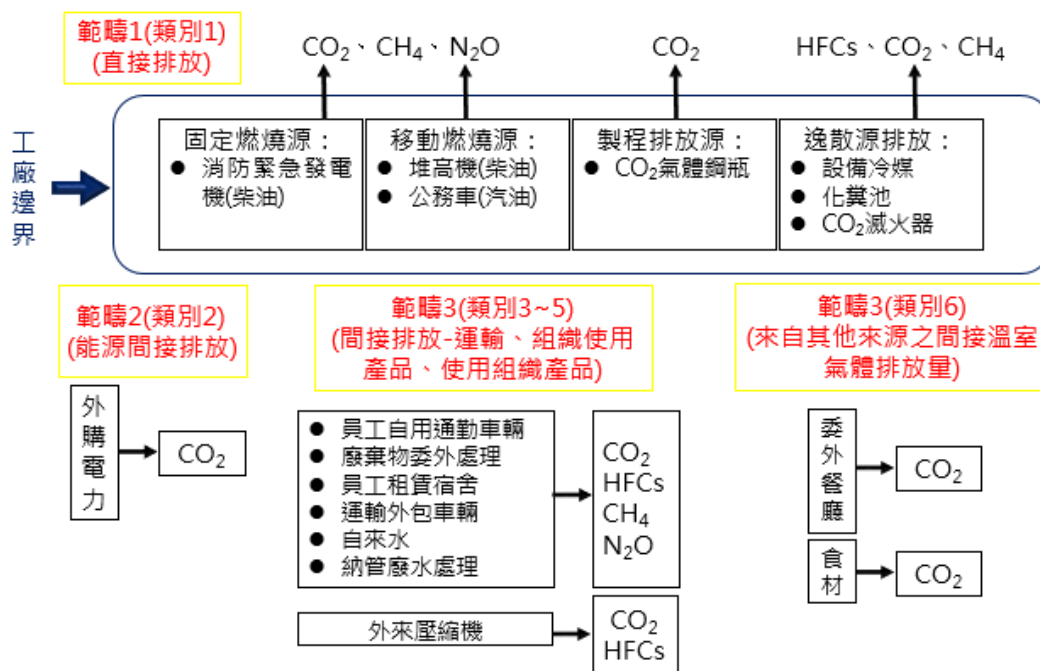 範疇1(類別1)
(直接排放)
CO₂、CH₄、N₂O
CO₂
HFCs、CO₂、CH₄
工廠邊界
固定燃燒源：
● 消防緊急發電
機(柴油)
移動燃燒源：
● 堆高機(柴油)
● 公務車(汽油)
製程排放源：
● CO₂氣體鋼瓶
逸散源排放：
● 設備冷媒
● 化糞池
● CO₂滅火器
範疇2(類別2)
(能源間接排放)
外購電力
CO₂
範疇3(類別3~5)
(間接排放-運輸、組織使用
產品、使用組織產品)
● 員工自用通勤車輛
● 廢棄物委外處理
● 員工租賃宿舍
● 運輸外包車輛
● 自來水
● 納管廢水處理
CO₂
HFCs
CH₄
N₂O
外來壓縮機
CO₂
HFCs
範疇3(類別6)
(來自其他來源之間接溫室
氣體排放量)
委外餐廳
CO₂
食材
CO₂